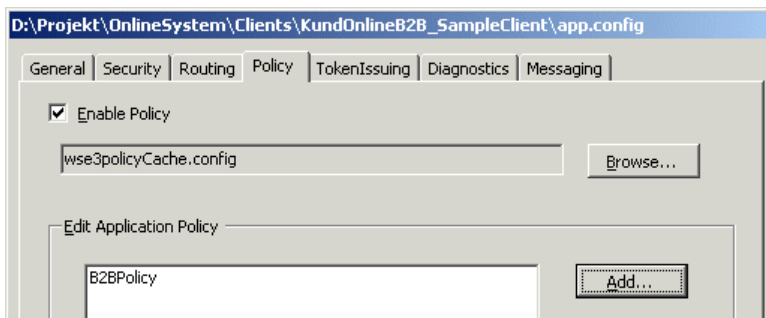 D:\Projekt\OnlineSystem\Clients\KundOnlineB2B_SampleClient\app.config
General Security Routing Policy TokenIssuing Diagnostics Messaging
Enable Policy
wse3policyCache.config Browse...
Edit Application Policy
B2BPolicy Add...